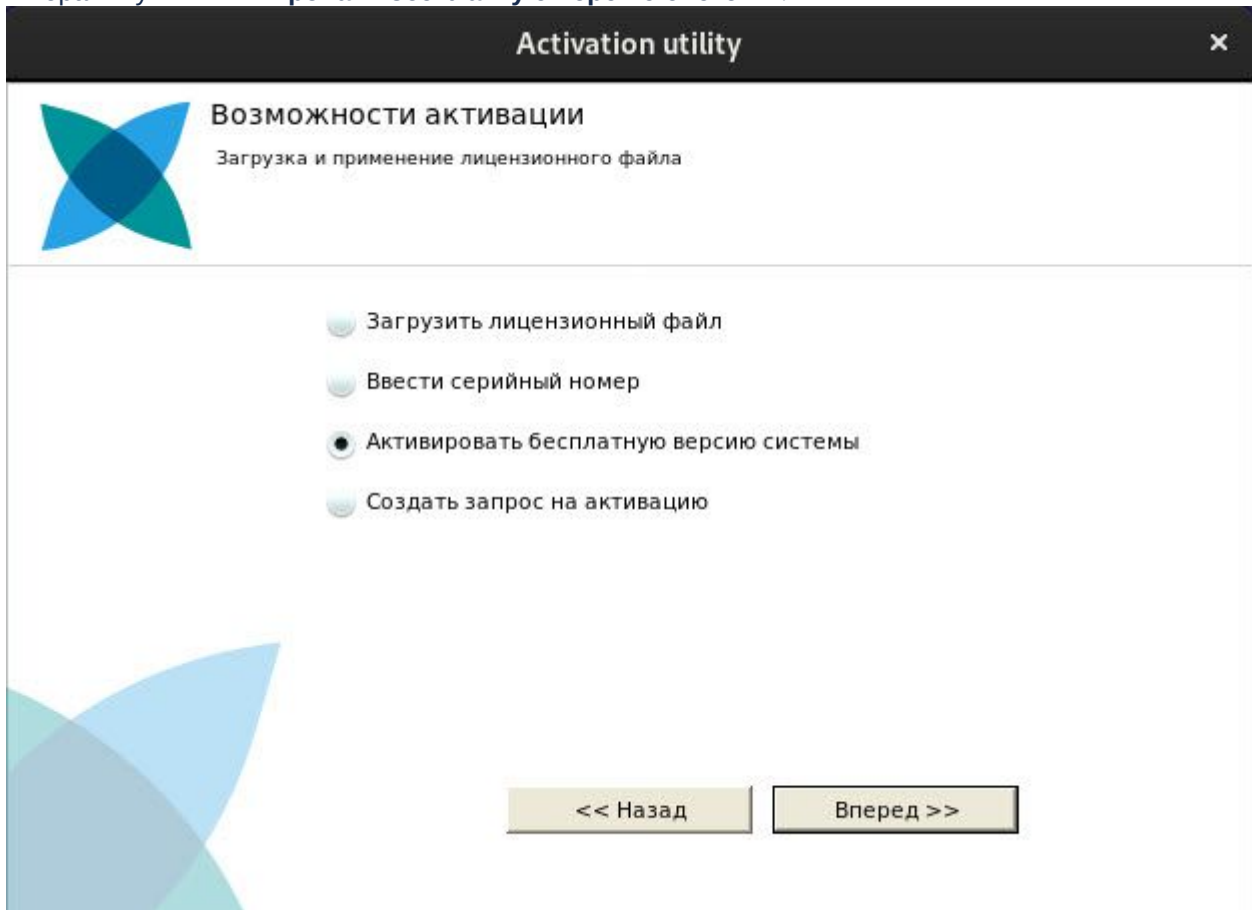 Activation utility
×
Возможности активации
Загрузка и применение лицензионного файла
Загрузить лицензионный файл
Ввести серийный номер
Активировать бесплатную версию системы
Создать запрос на активацию
<< Назад
Вперед >>